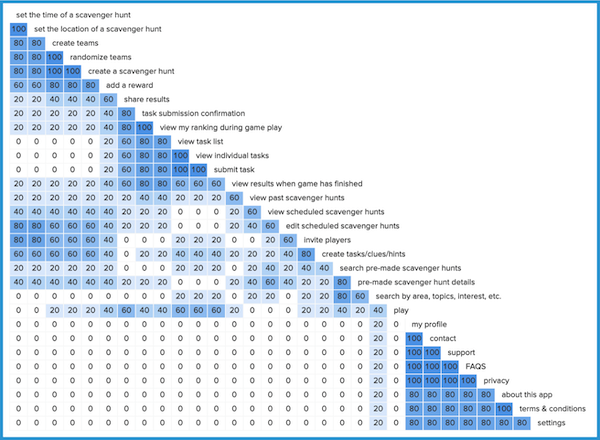 set the time of a scavenger hunt
100 set the location of a scavenger hunt
80 80 create teams
80 80 100 randomize teams
80 80 100 100 create a scavenger hunt
60 60 80 80 80 add a reward
20 20 40 40 40 60 share results
20 20 20 20 20 40 80 task submission confirmation
20 20 20 20 20 40 80 100 view my ranking during game play
0 0 0 0 0 20 60 80 80 view task list
0 0 0 0 0 20 60 80 80 100 view individual tasks
0 0 0 0 0 20 60 80 80 100 100 submit task
20 20 20 20 20 40 60 80 80 60 60 60 view results when game has finished
20 20 20 20 20 20 40 20 20 20 20 20 60 view past scavenger hunts
40 40 40 40 40 20 20 20 20 0 0 0 20 60 view scheduled scavenger hunts
80 80 60 60 60 40 20 20 20 0 0 0 20 40 60 edit scheduled scavenger hunts
80 80 60 60 60 40 0 0 0 20 20 20 0 0 20 60 invite players
60 60 60 60 60 40 0 20 20 40 40 40 20 20 20 40 80 create tasks/clues/hints
20 20 20 20 20 20 0 0 0 20 20 20 0 20 40 20 40 40 search pre-made scavenger hunts
40 40 40 40 40 20 20 20 20 20 20 20 20 40 60 40 20 20 80 pre-made scavenger hunt details
0 0 0 0 0 0 0 0 0 20 20 20 0 20 20 0 20 20 80 60 search by area, topics, interest, etc.
0 0 20 20 20 40 60 40 40 60 60 60 20 0 0 0 20 20 40 20 40 play
0 0 0 0 0 0 0 0 0 0 0 0 0 0 0 0 0 0 0 0 20 0 my profile
0 0 0 0 0 0 0 0 0 0 0 0 0 0 0 0 0 0 0 0 20 0 100 contact
0 0 0 0 0 0 0 0 0 0 0 0 0 0 0 0 0 0 0 0 20 0 100 100 support
0 0 0 0 0 0 0 0 0 0 0 0 0 0 0 0 0 0 0 0 20 0 100 100 100 FAQS
0 0 0 0 0 0 0 0 0 0 0 0 0 0 0 0 0 0 0 0 20 0 100 100 100 100 privacy
0 0 0 0 0 0 0 0 0 0 0 0 0 0 0 0 0 0 0 0 20 0 80 80 80 80 80 about this app
0 0 0 0 0 0 0 0 0 0 0 0 0 0 0 0 0 0 0 0 20 0 80 80 80 80 80 100 terms & conditions
0 0 0 0 0 0 0 0 0 0 0 0 0 0 0 0 0 0 0 0 20 0 80 80 80 80 80 80 80 settings